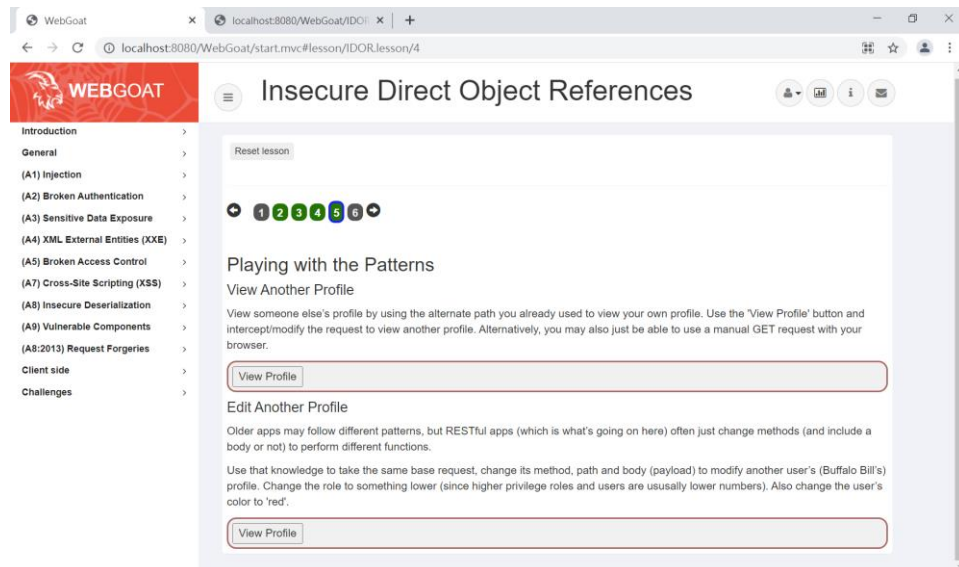 WebGoat
localhost:8080/WebGoat/IDOR
localhost:8080/WebGoat/start.mvc#lesson/IDOR.lesson/4
WEBGOAT
Insecure Direct Object References
Introduction
General
(A1) Injection
(A2) Broken Authentication
(A3) Sensitive Data Exposure
(A4) XML External Entities (XXE)
(A5) Broken Access Control
(A7) Cross-Site Scripting (XSS)
(A8) Insecure Deserialization
(A9) Vulnerable Components
(A8:2013) Request Forgeries
Client side
Challenges
Reset lesson
1 2 3 4 5 6
Playing with the Patterns
View Another Profile
View someone else's profile by using the alternate path you already used to view your own profile. Use the 'View Profile' button and
intercept/modify the request to view another profile. Alternatively, you may also just be able to use a manual GET request with your
browser.
View Profile
Edit Another Profile
Older apps may follow different patterns, but RESTful apps (which is what's going on here) often just change methods (and include a
body or not) to perform different functions.
Use that knowledge to take the same base request, change its method, path and body (payload) to modify another user's (Buffalo Bill's)
profile. Change the role to something lower (since higher privilege roles and users are ususally lower numbers). Also change the user's
color to 'red'.
View Profile